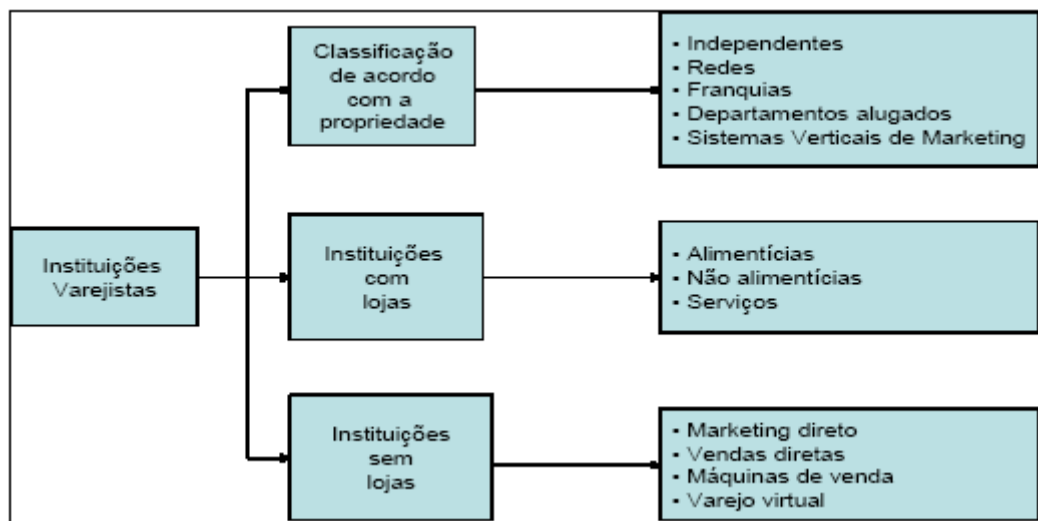 Classificação
de acordo
com a
propriedade
▪ Independentes
▪ Redes
▪ Franquias
▪ Departamentos alugados
▪ Sistemas Verticais de Marketing
Instituições
Varejistas
Instituições
com
lojas
▪ Alimentícias
▪ Não alimentícias
▪ Serviços
Instituições
sem
lojas
▪ Marketing direto
▪ Vendas diretas
▪ Máquinas de venda
▪ Varejo virtual